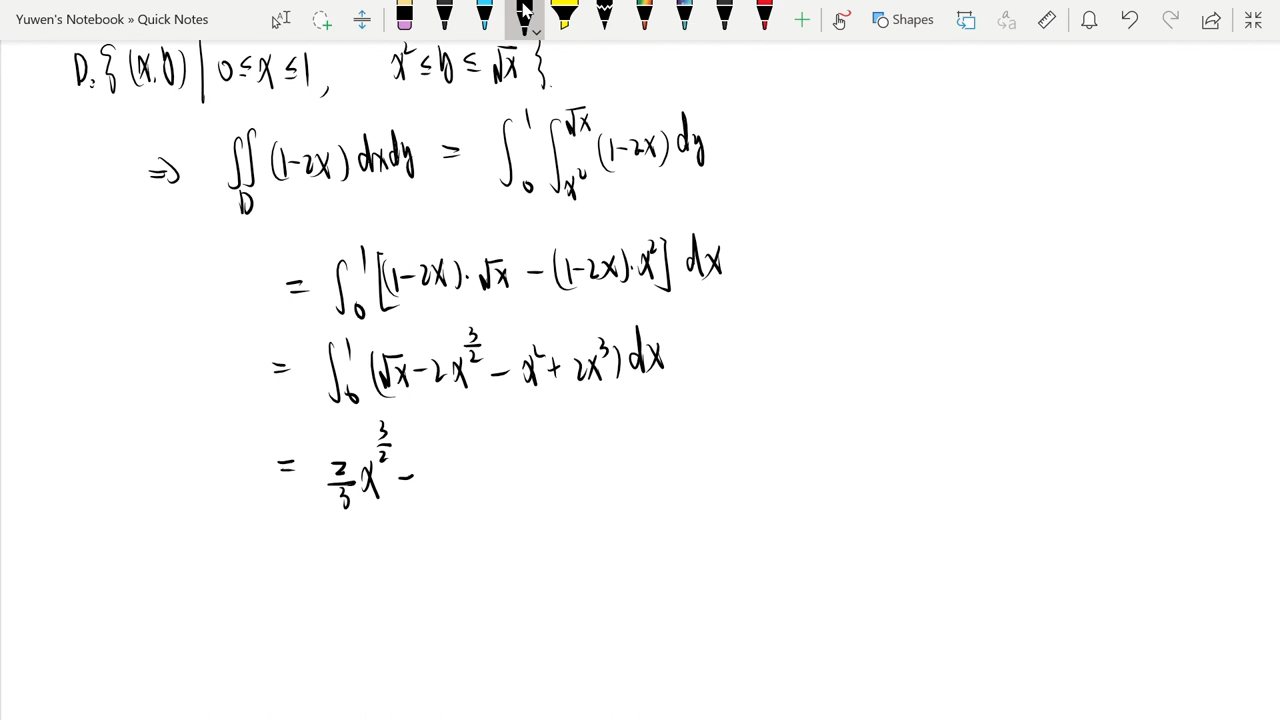 Yuwen's Notebook » Quick Notes
Shapes
D: {(x,y) | 0 ≤ x ≤ 1, x² ≤ y ≤ √x}.
⇒ ∬_D (1-2x) dxdy = ∫₀¹ ∫_{x²}^{√x} (1-2x) dy
= ∫₀¹ [(1-2x)·√x - (1-2x)·x²] dx
= ∫₀¹ (√x - 2x^{3/2} - x² + 2x³) dx
= 2/3 x^{3/2} -